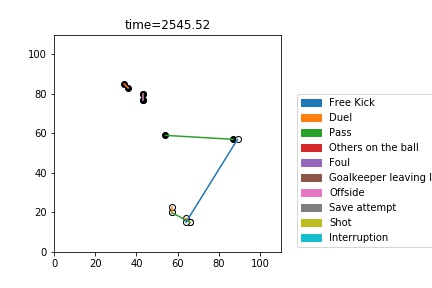 time=2545.52
100
80
60
40
20
0
0 20 40 60 80 100
Free Kick
Duel
Pass
Others on the ball
Foul
Goalkeeper leaving l
Offside
Save attempt
Shot
Interruption